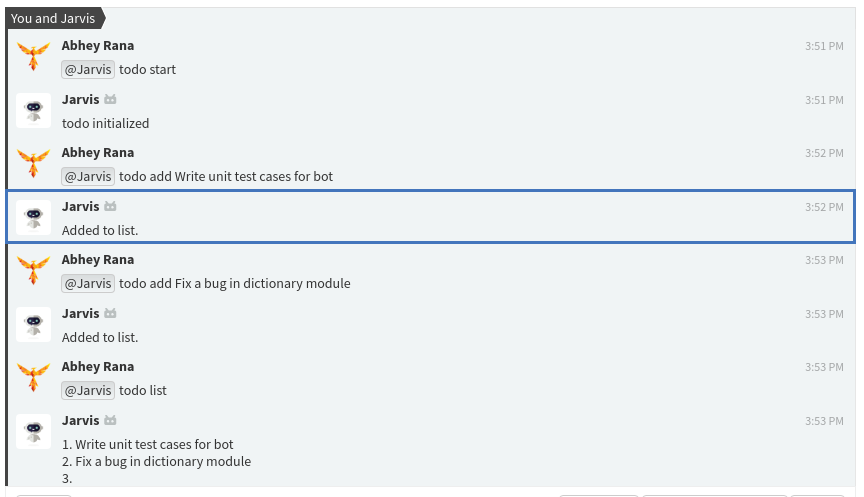 You and Jarvis
Abhey Rana 3:51 PM
@Jarvis todo start
Jarvis 3:51 PM
todo initialized
Abhey Rana 3:52 PM
@Jarvis todo add Write unit test cases for bot
Jarvis 3:52 PM
Added to list.
Abhey Rana 3:53 PM
@Jarvis todo add Fix a bug in dictionary module
Jarvis 3:53 PM
Added to list.
Abhey Rana 3:53 PM
@Jarvis todo list
Jarvis 3:53 PM
1. Write unit test cases for bot
2. Fix a bug in dictionary module
3.